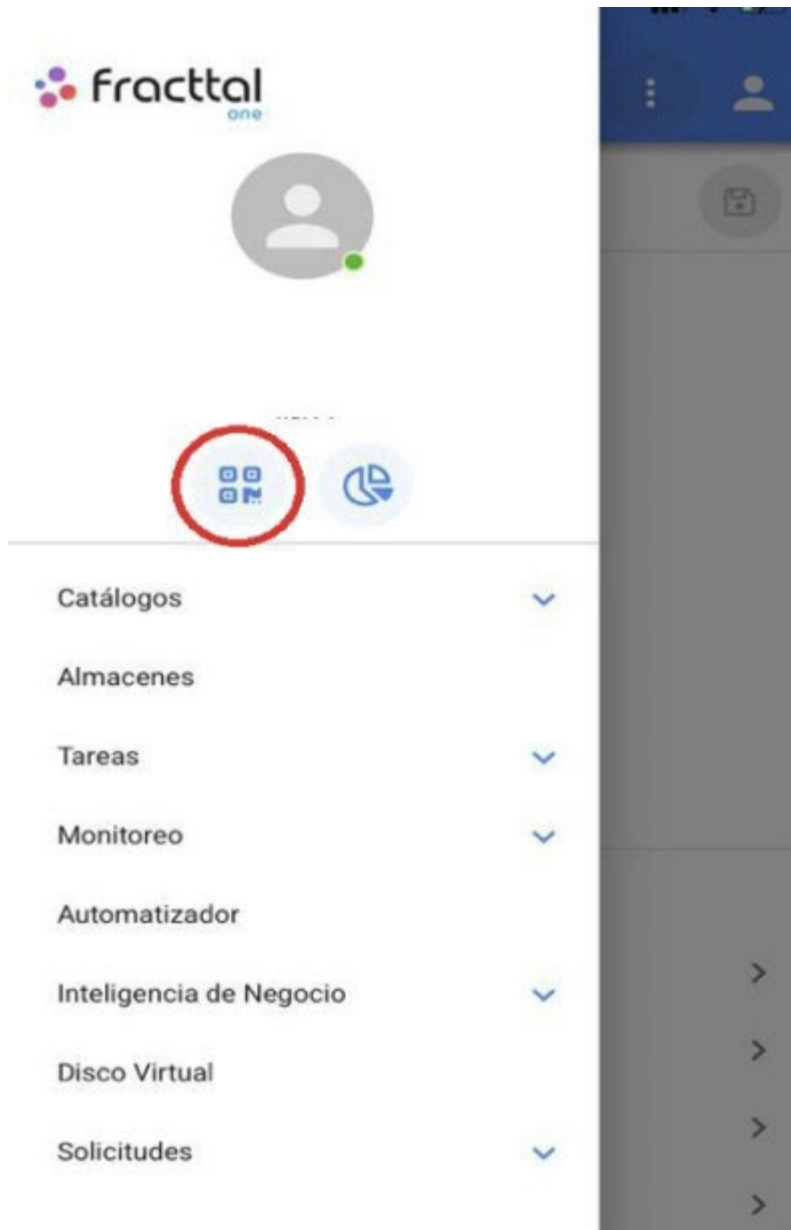 fracttal
one
Catálogos
Almacenes
Tareas
Monitoreo
Automatizador
Inteligencia de Negocio
Disco Virtual
Solicitudes